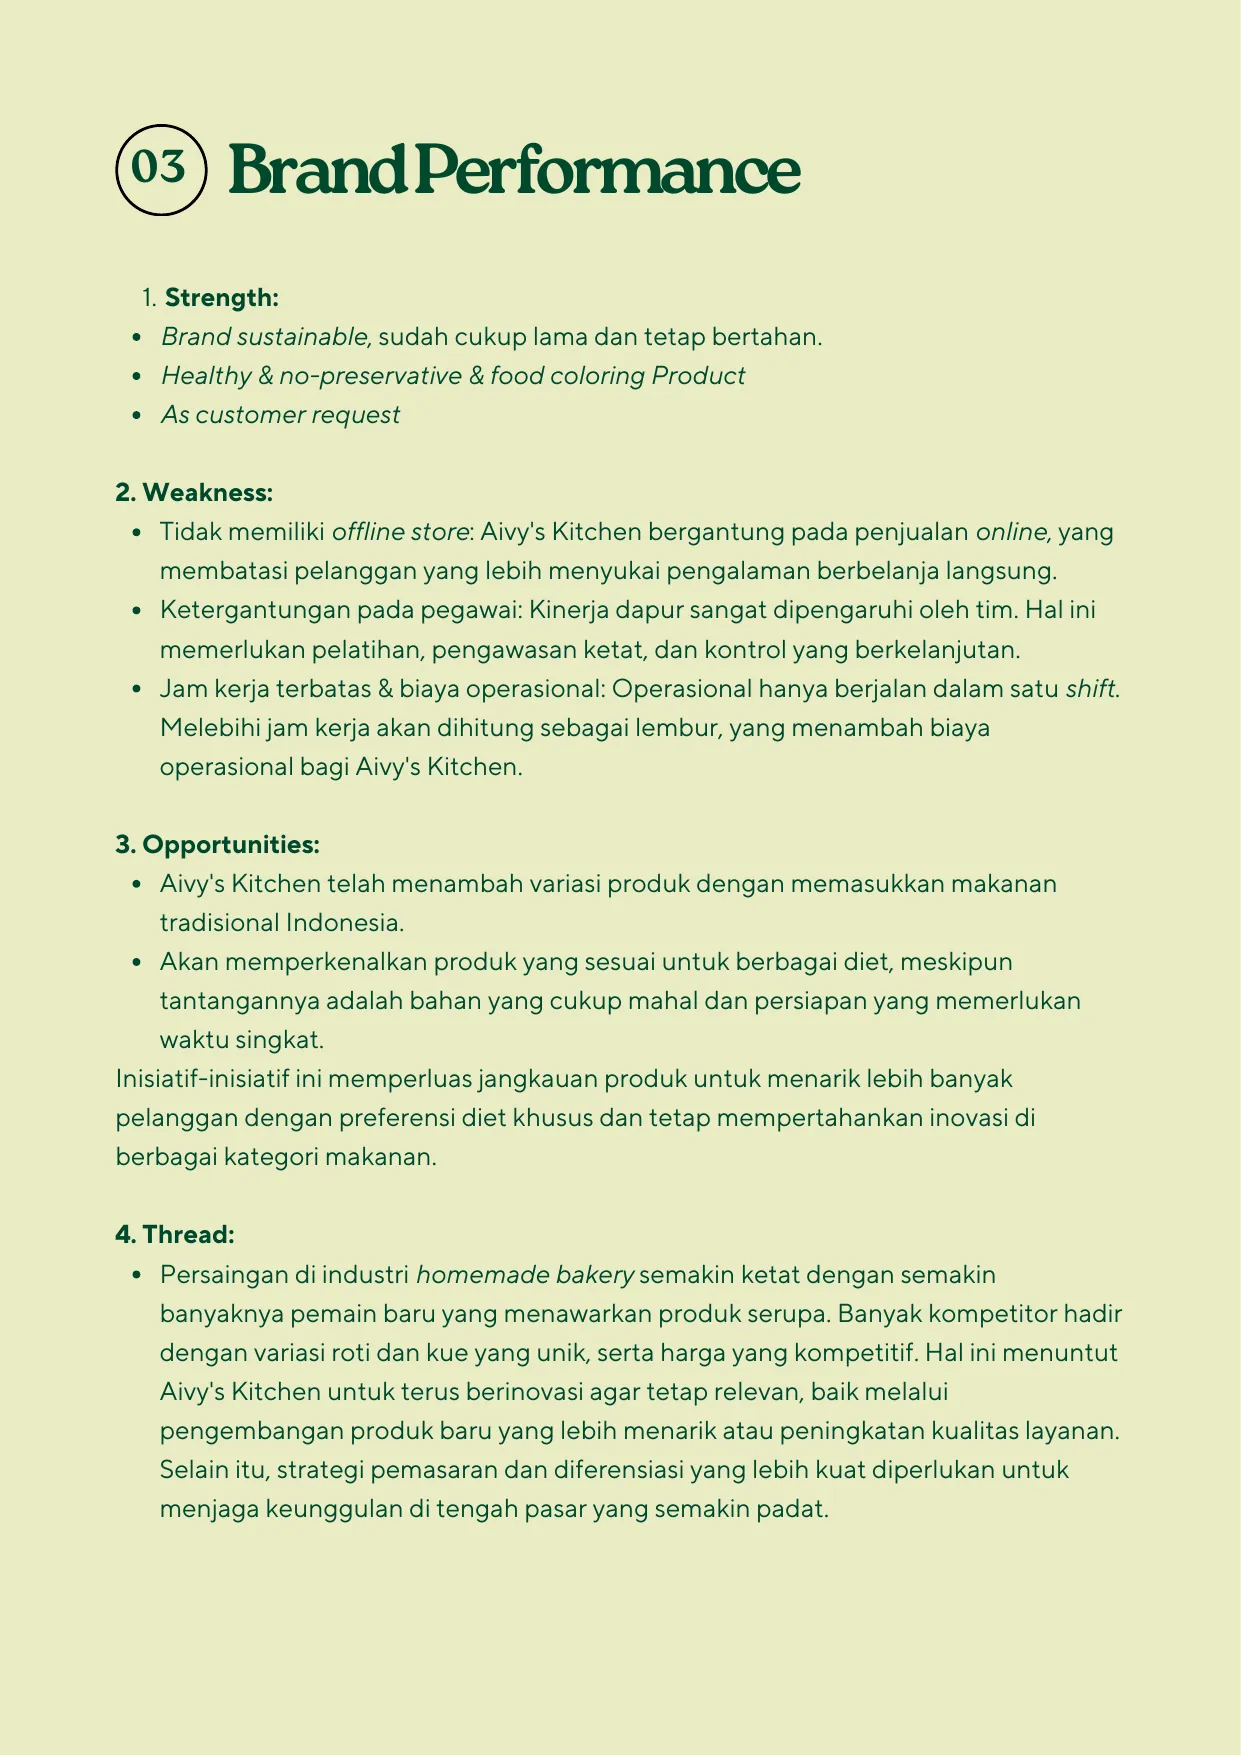 03 Brand Performance
1. Strength:
• Brand sustainable, sudah cukup lama dan tetap bertahan.
• Healthy & no-preservative & food coloring Product
• As customer request
2. Weakness:
• Tidak memiliki offline store: Aivy's Kitchen bergantung pada penjualan online, yang
membatasi pelanggan yang lebih menyukai pengalaman berbelanja langsung.
• Ketergantungan pada pegawai: Kinerja dapur sangat dipengaruhi oleh tim. Hal ini
memerlukan pelatihan, pengawasan ketat, dan kontrol yang berkelanjutan.
• Jam kerja terbatas & biaya operasional: Operasional hanya berjalan dalam satu shift.
Melebihi jam kerja akan dihitung sebagai lembur, yang menambah biaya
operasional bagi Aivy's Kitchen.
3. Opportunities:
• Aivy's Kitchen telah menambah variasi produk dengan memasukkan makanan
tradisional Indonesia.
• Akan memperkenalkan produk yang sesuai untuk berbagai diet, meskipun
tantangannya adalah bahan yang cukup mahal dan persiapan yang memerlukan
waktu singkat.
Inisiatif-inisiatif ini memperluas jangkauan produk untuk menarik lebih banyak
pelanggan dengan preferensi diet khusus dan tetap mempertahankan inovasi di
berbagai kategori makanan.
4. Thread:
• Persaingan di industri homemade bakery semakin ketat dengan semakin
banyaknya pemain baru yang menawarkan produk serupa. Banyak kompetitor hadir
dengan variasi roti dan kue yang unik, serta harga yang kompetitif. Hal ini menuntut
Aivy's Kitchen untuk terus berinovasi agar tetap relevan, baik melalui
pengembangan produk baru yang lebih menarik atau peningkatan kualitas layanan.
Selain itu, strategi pemasaran dan diferensiasi yang lebih kuat diperlukan untuk
menjaga keunggulan di tengah pasar yang semakin padat.